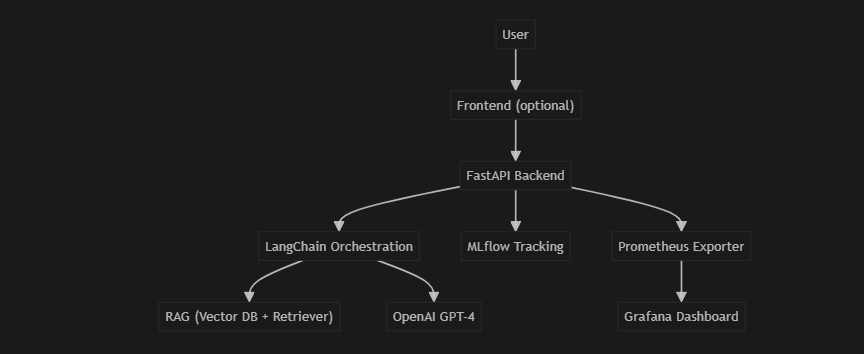 User
Frontend (optional)
FastAPI Backend
LangChain Orchestration
MLflow Tracking
Prometheus Exporter
RAG (Vector DB + Retriever)
OpenAI GPT-4
Grafana Dashboard